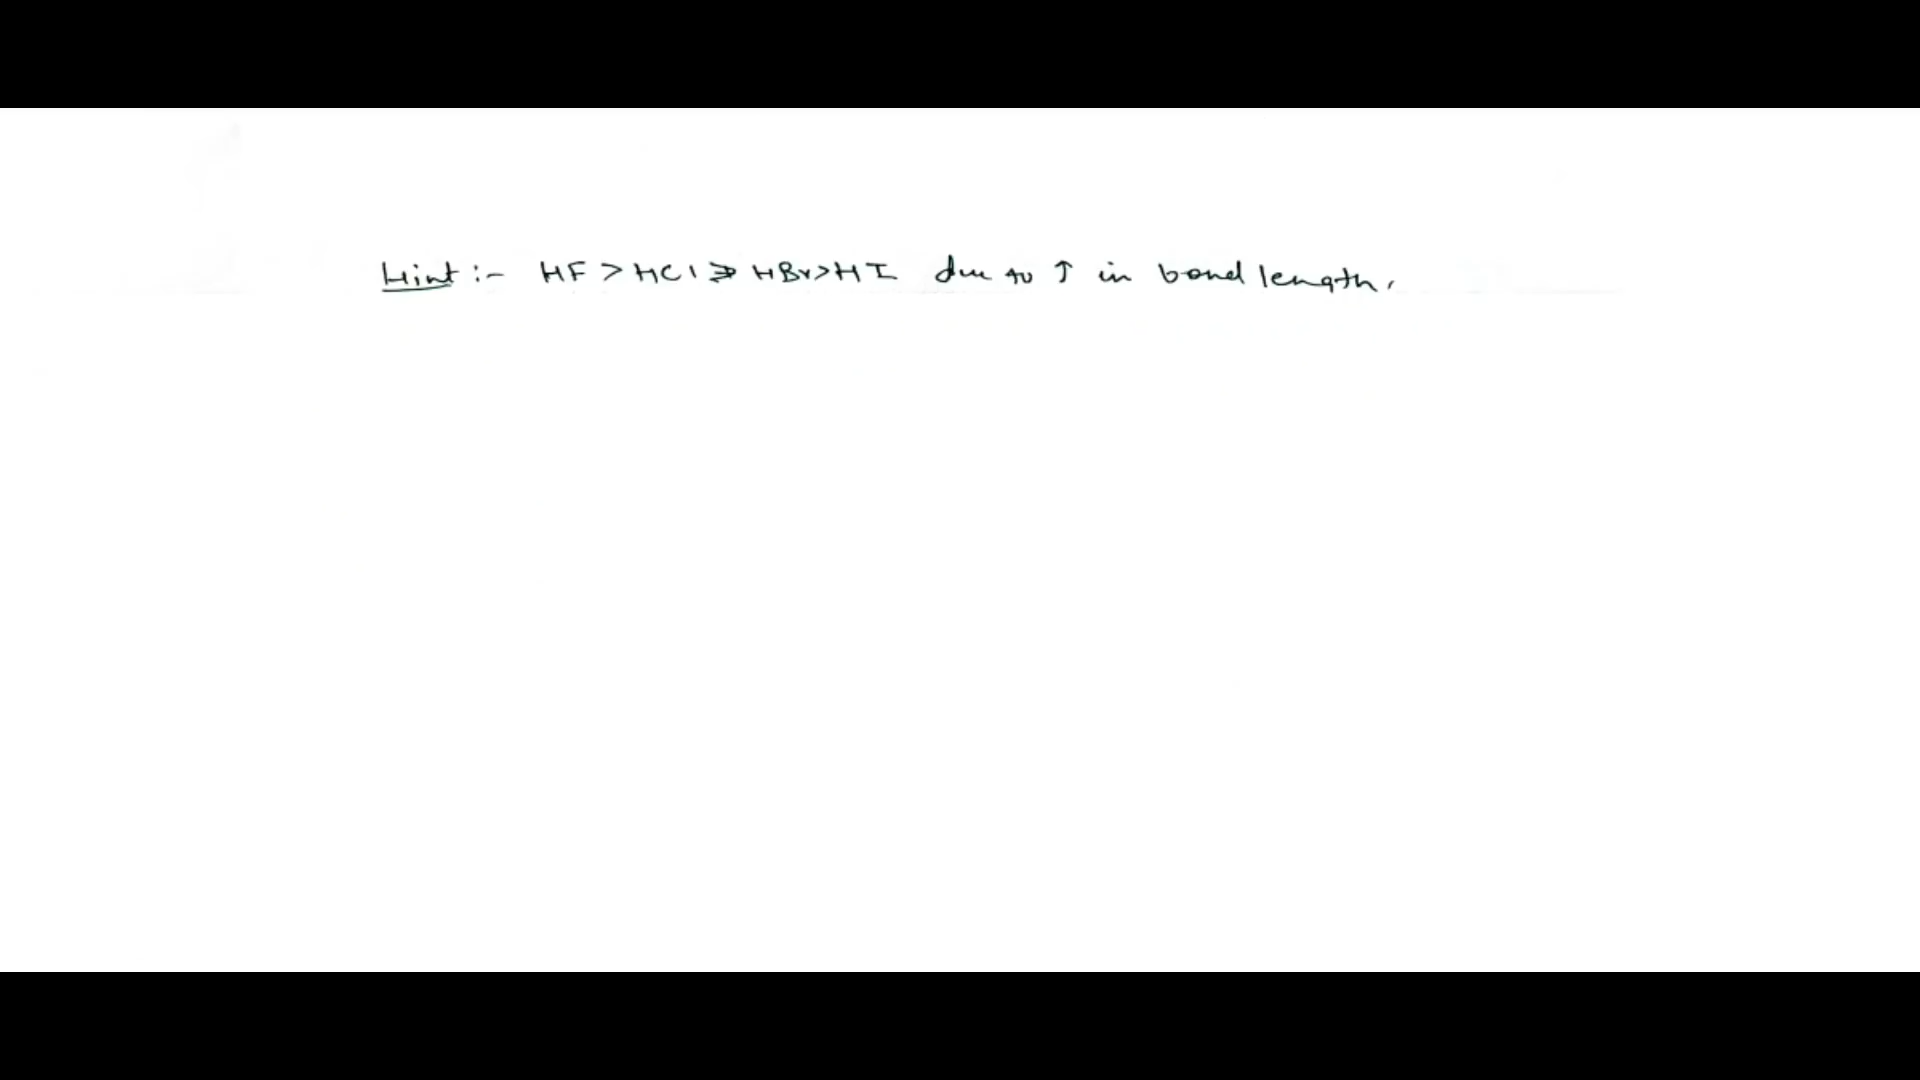 Hint :- HF > HCl > HBr > HI due to ↑ in bond length.